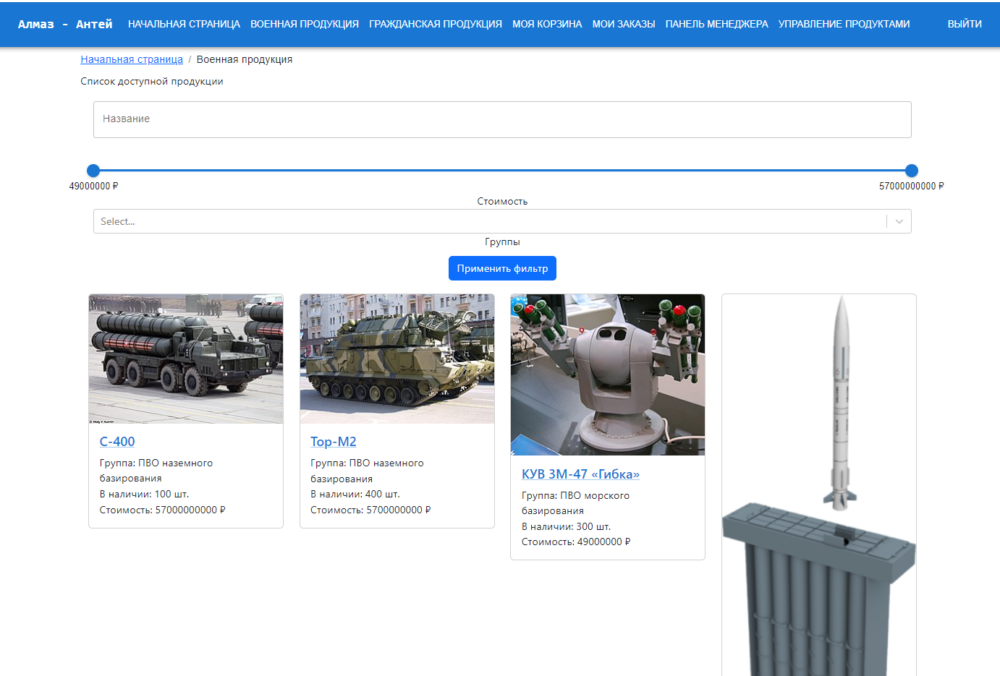 Алмаз - Антей
НАЧАЛЬНАЯ СТРАНИЦА
ВОЕННАЯ ПРОДУКЦИЯ
ГРАЖДАНСКАЯ ПРОДУКЦИЯ
МОЯ КОРЗИНА
МОИ ЗАКАЗЫ
ПАНЕЛЬ МЕНЕДЖЕРА
УПРАВЛЕНИЕ ПРОДУКТАМИ
ВЫЙТИ
Начальная страница / Военная продукция
Список доступной продукции
Название
49000000 ₽
57000000000 ₽
Стоимость
Select...
Группы
Применить фильтр
С-400
Группа: ПВО наземного
базирования
В наличии: 100 шт.
Стоимость: 57000000000 ₽
Тор-М2
Группа: ПВО наземного
базирования
В наличии: 400 шт.
Стоимость: 5700000000 ₽
КУВ 3М-47 «Гибка»
Группа: ПВО морского
базирования
В наличии: 300 шт.
Стоимость: 49000000 ₽